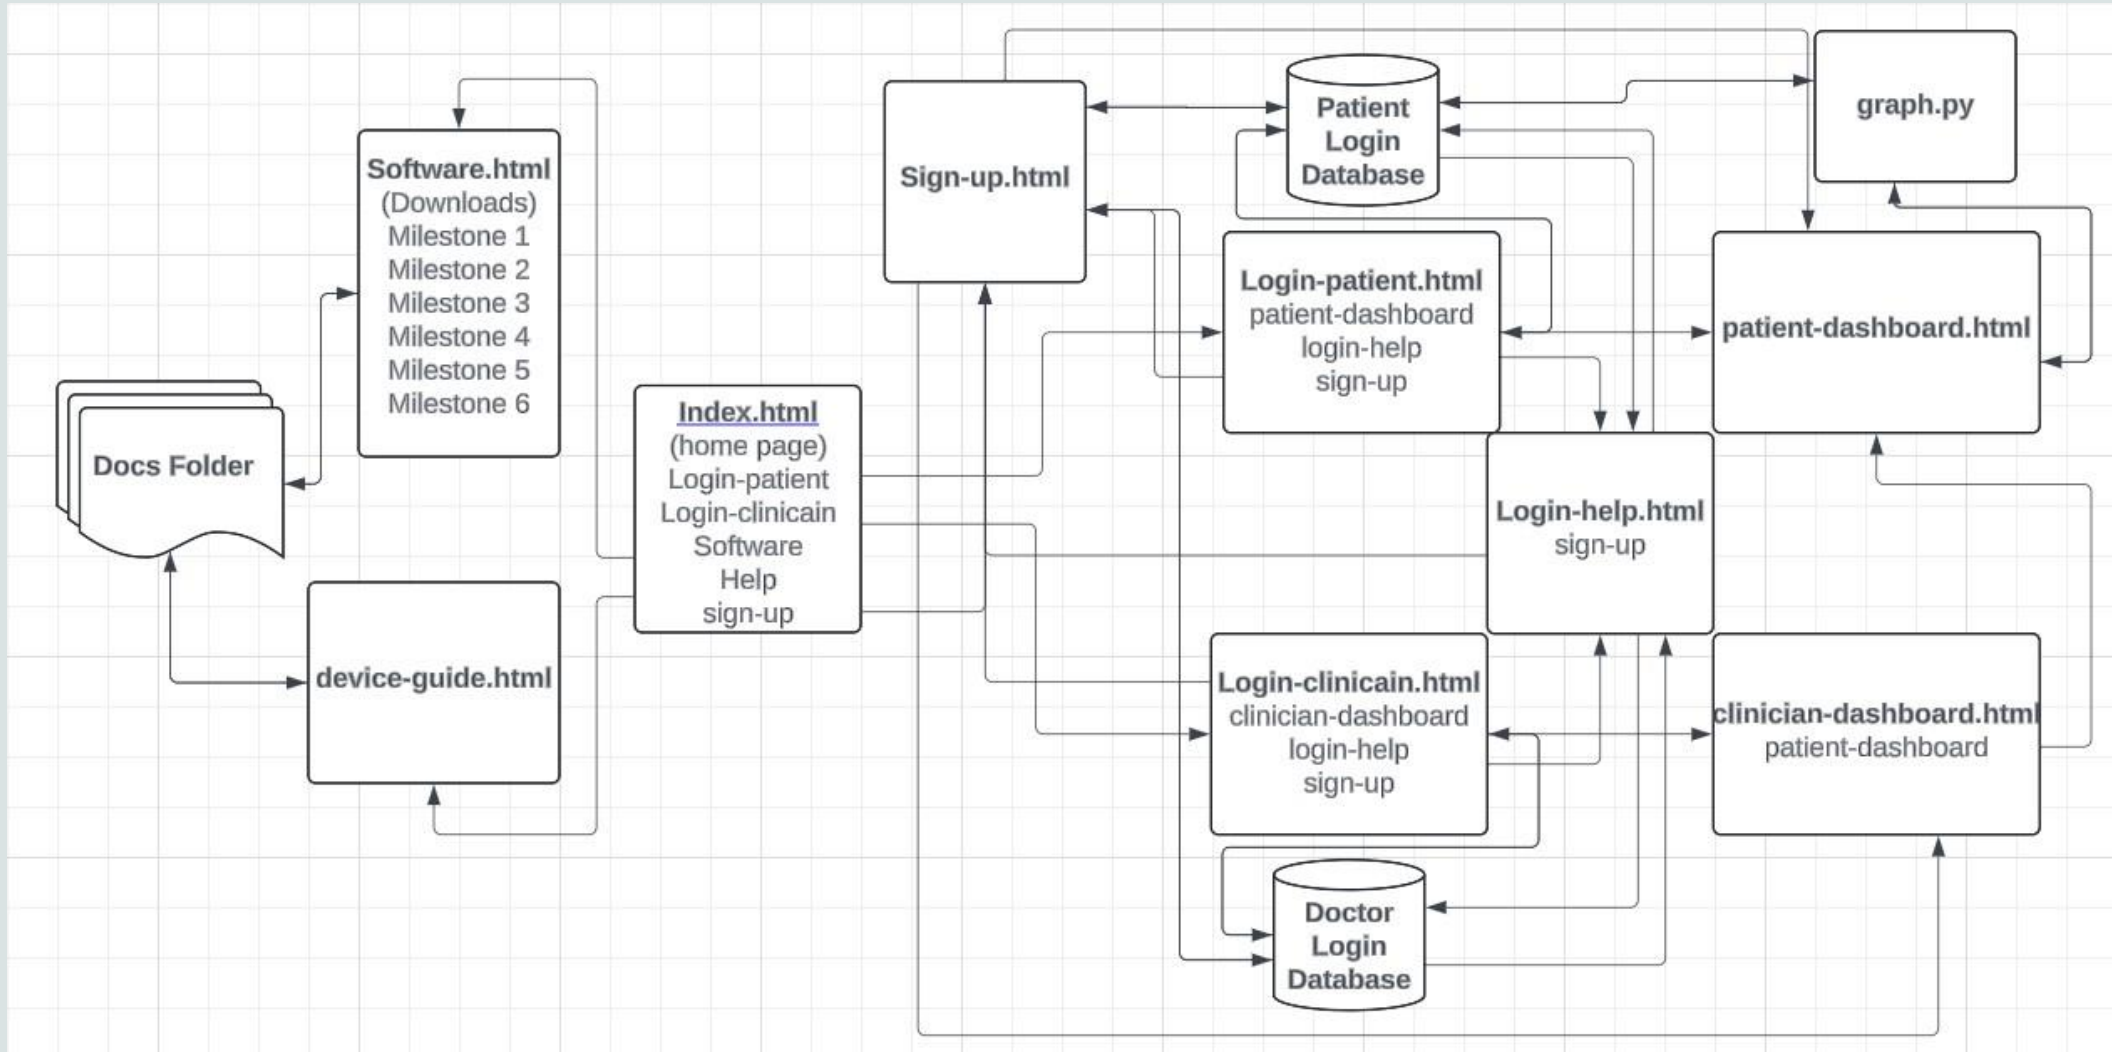 Software.html
(Downloads)
Milestone 1
Milestone 2
Milestone 3
Milestone 4
Milestone 5
Milestone 6
Docs Folder
device-guide.html
Index.html
(home page)
Login-patient
Login-clinicain
Software
Help
sign-up
Sign-up.html
Patient
Login
Database
graph.py
Login-patient.html
patient-dashboard
login-help
sign-up
patient-dashboard.html
Login-help.html
sign-up
Login-clinicain.html
clinician-dashboard
login-help
sign-up
clinician-dashboard.html
patient-dashboard
Doctor
Login
Database